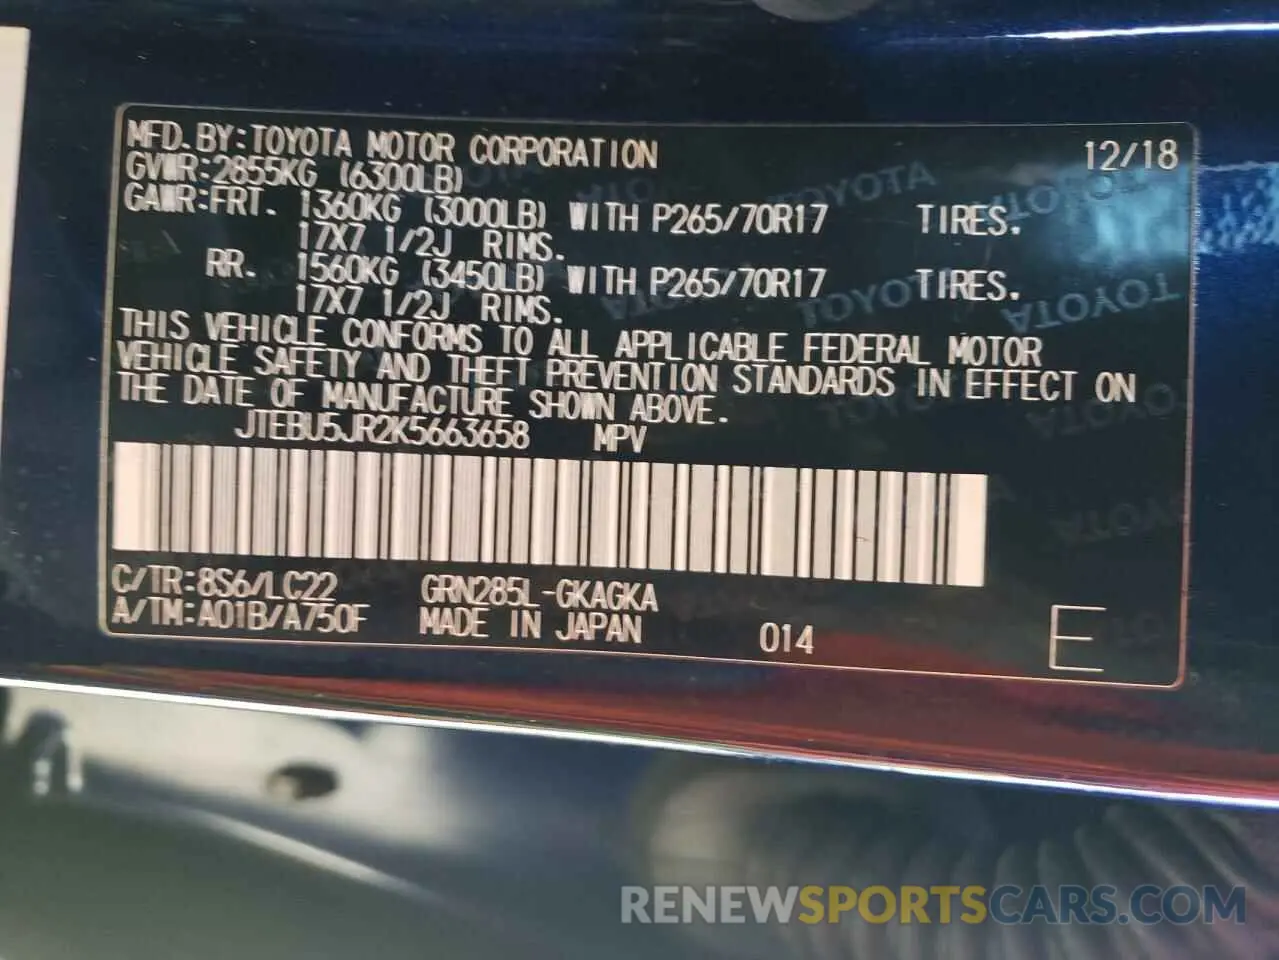 MFD.BY:TOYOTA MOTOR CORPORATION 12/18
GVWR:2855KG (6300LB)
GAWR:FRT. 1360KG (3000LB) WITH P265/70R17 TIRES.
17X7 1/2J RIMS.
RR. 1560KG (3450LB) WITH P265/70R17 TIRES.
17X7 1/2J RIMS.
THIS VEHICLE CONFORMS TO ALL APPLICABLE FEDERAL MOTOR
VEHICLE SAFETY AND THEFT PREVENTION STANDARDS IN EFFECT ON
THE DATE OF MANUFACTURE SHOWN ABOVE.
JTEBU5JR2K5663658 MPV
C/TR:8S6/LC22 GRN285L-GKAGKA
A/TM:A01B/A750F MADE IN JAPAN 014 E
RENEWSPORTSCARS.COM